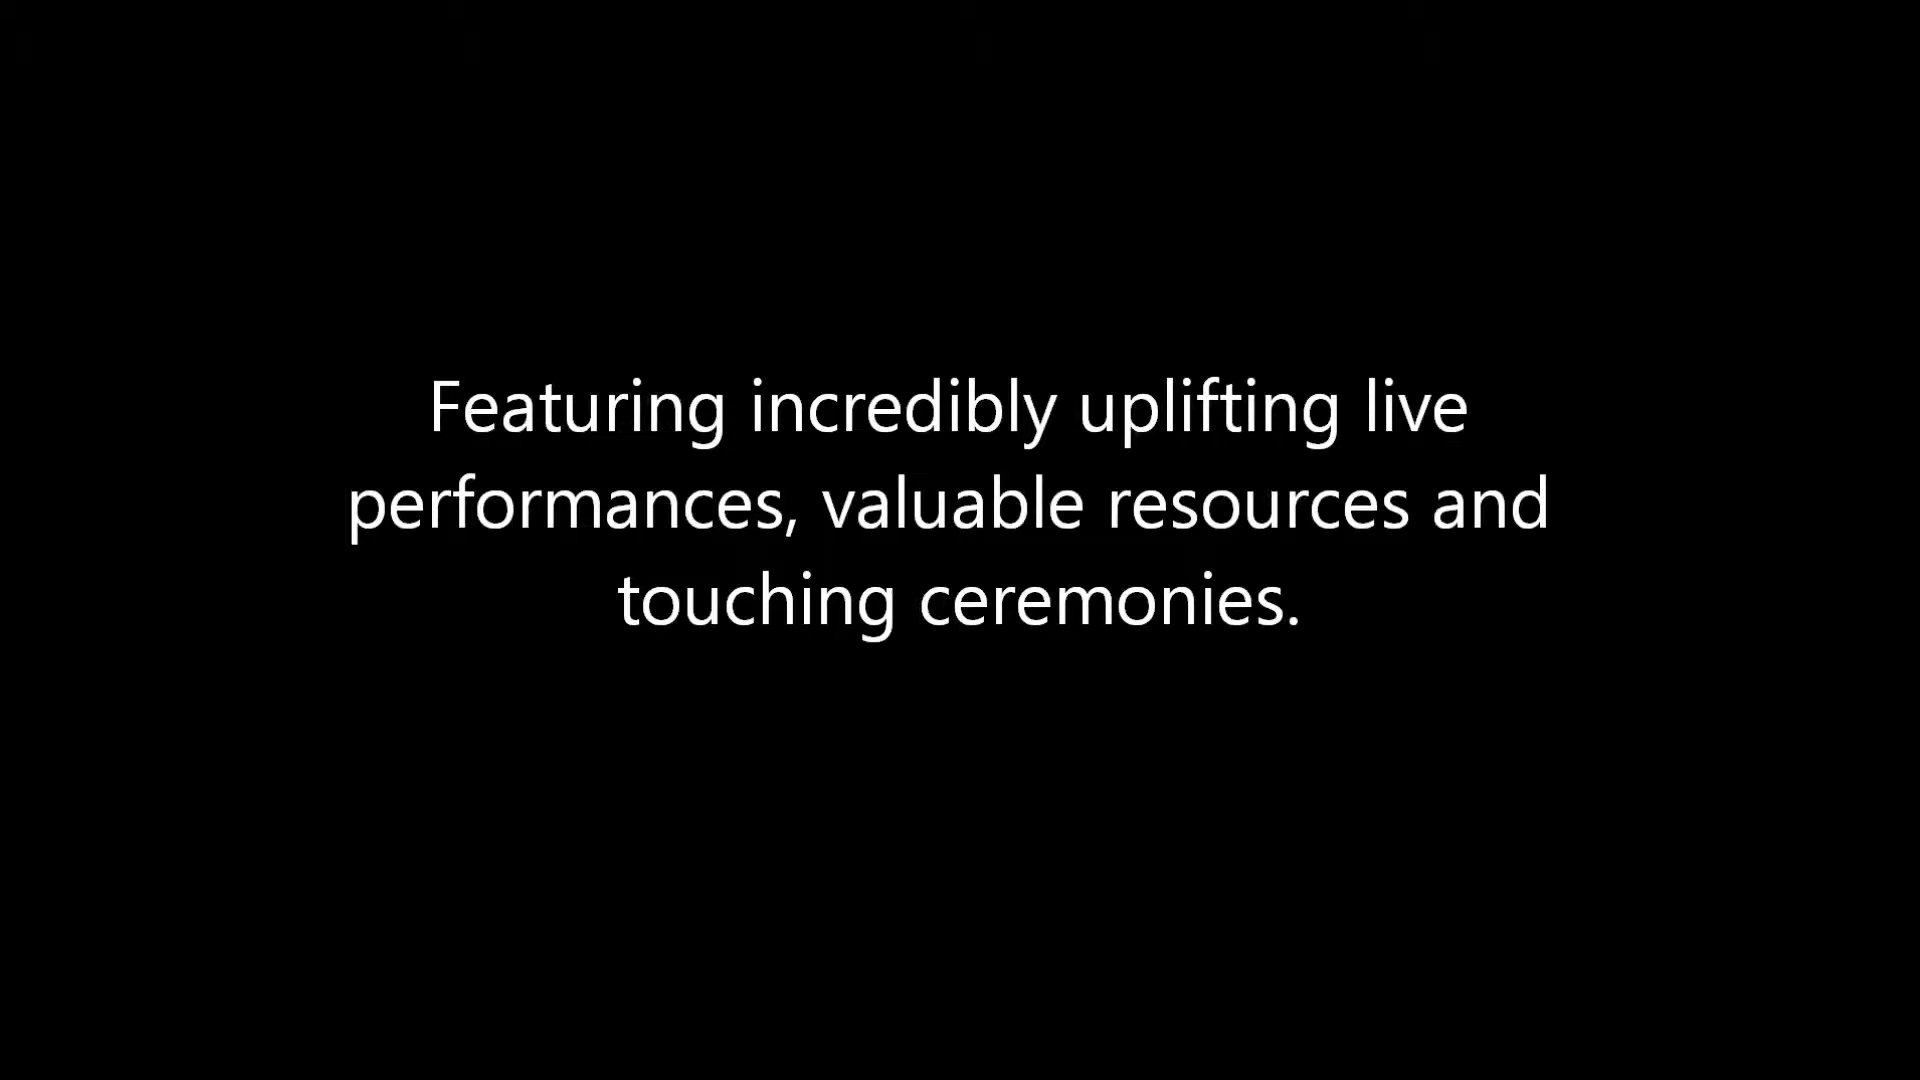 Featuring incredibly uplifting live
performances, valuable resources and
touching ceremonies.